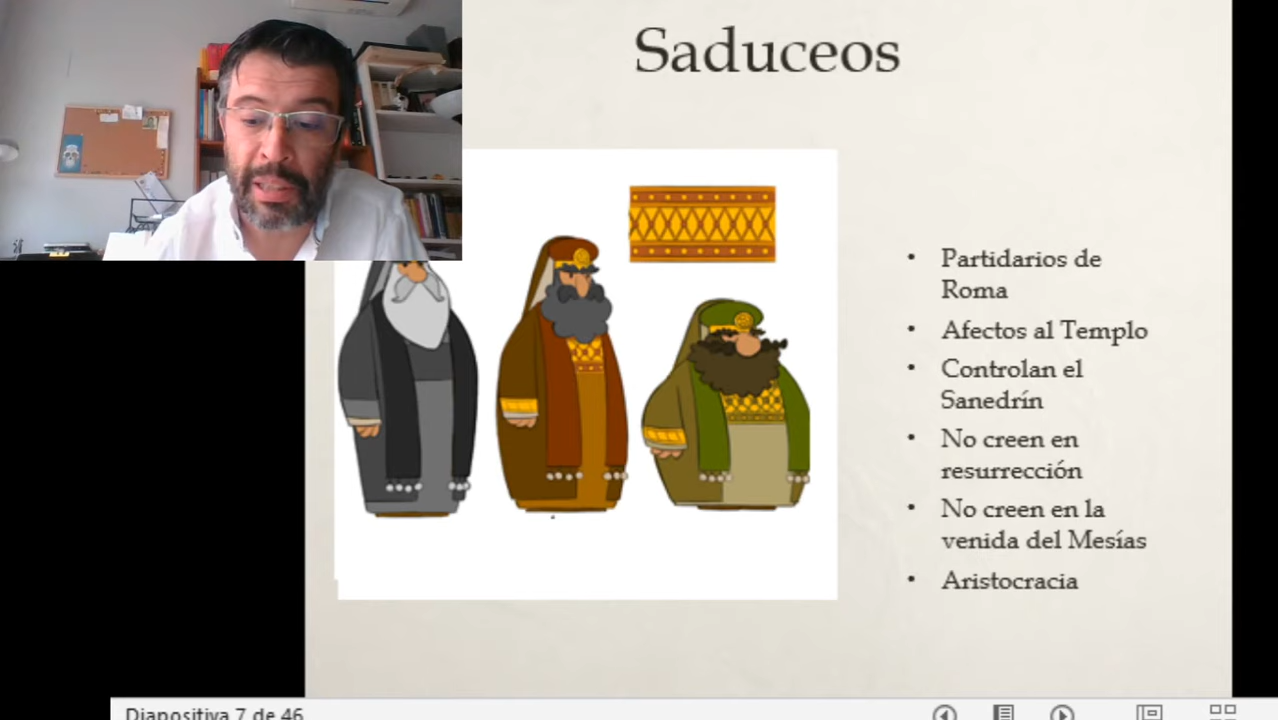 Saduceos
• Partidarios de
Roma
• Afectos al Templo
• Controlan el
Sanedrín
• No creen en
resurrección
• No creen en la
venida del Mesías
• Aristocracia
Diapositiva 7 de 46